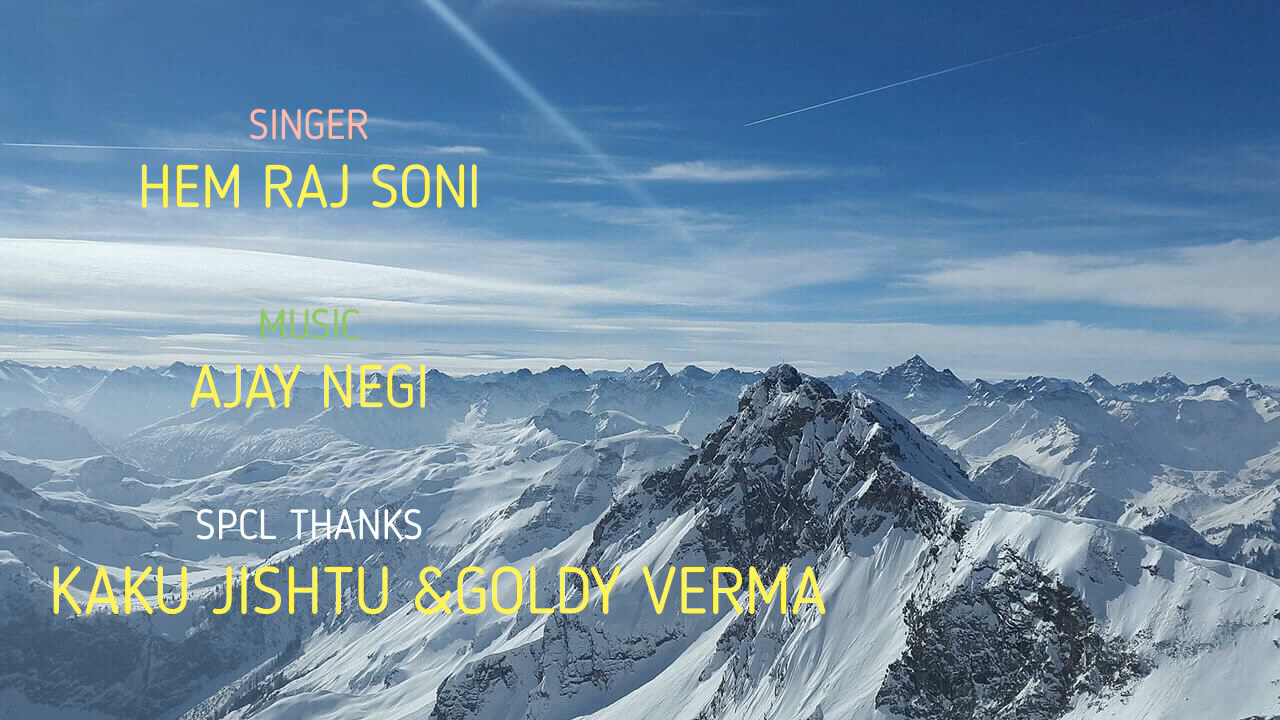 SINGER
HEM RAJ SONI
MUSIC
AJAY NEGI
SPCL THANKS
KAKU JISHTU &GOLDY VERMA